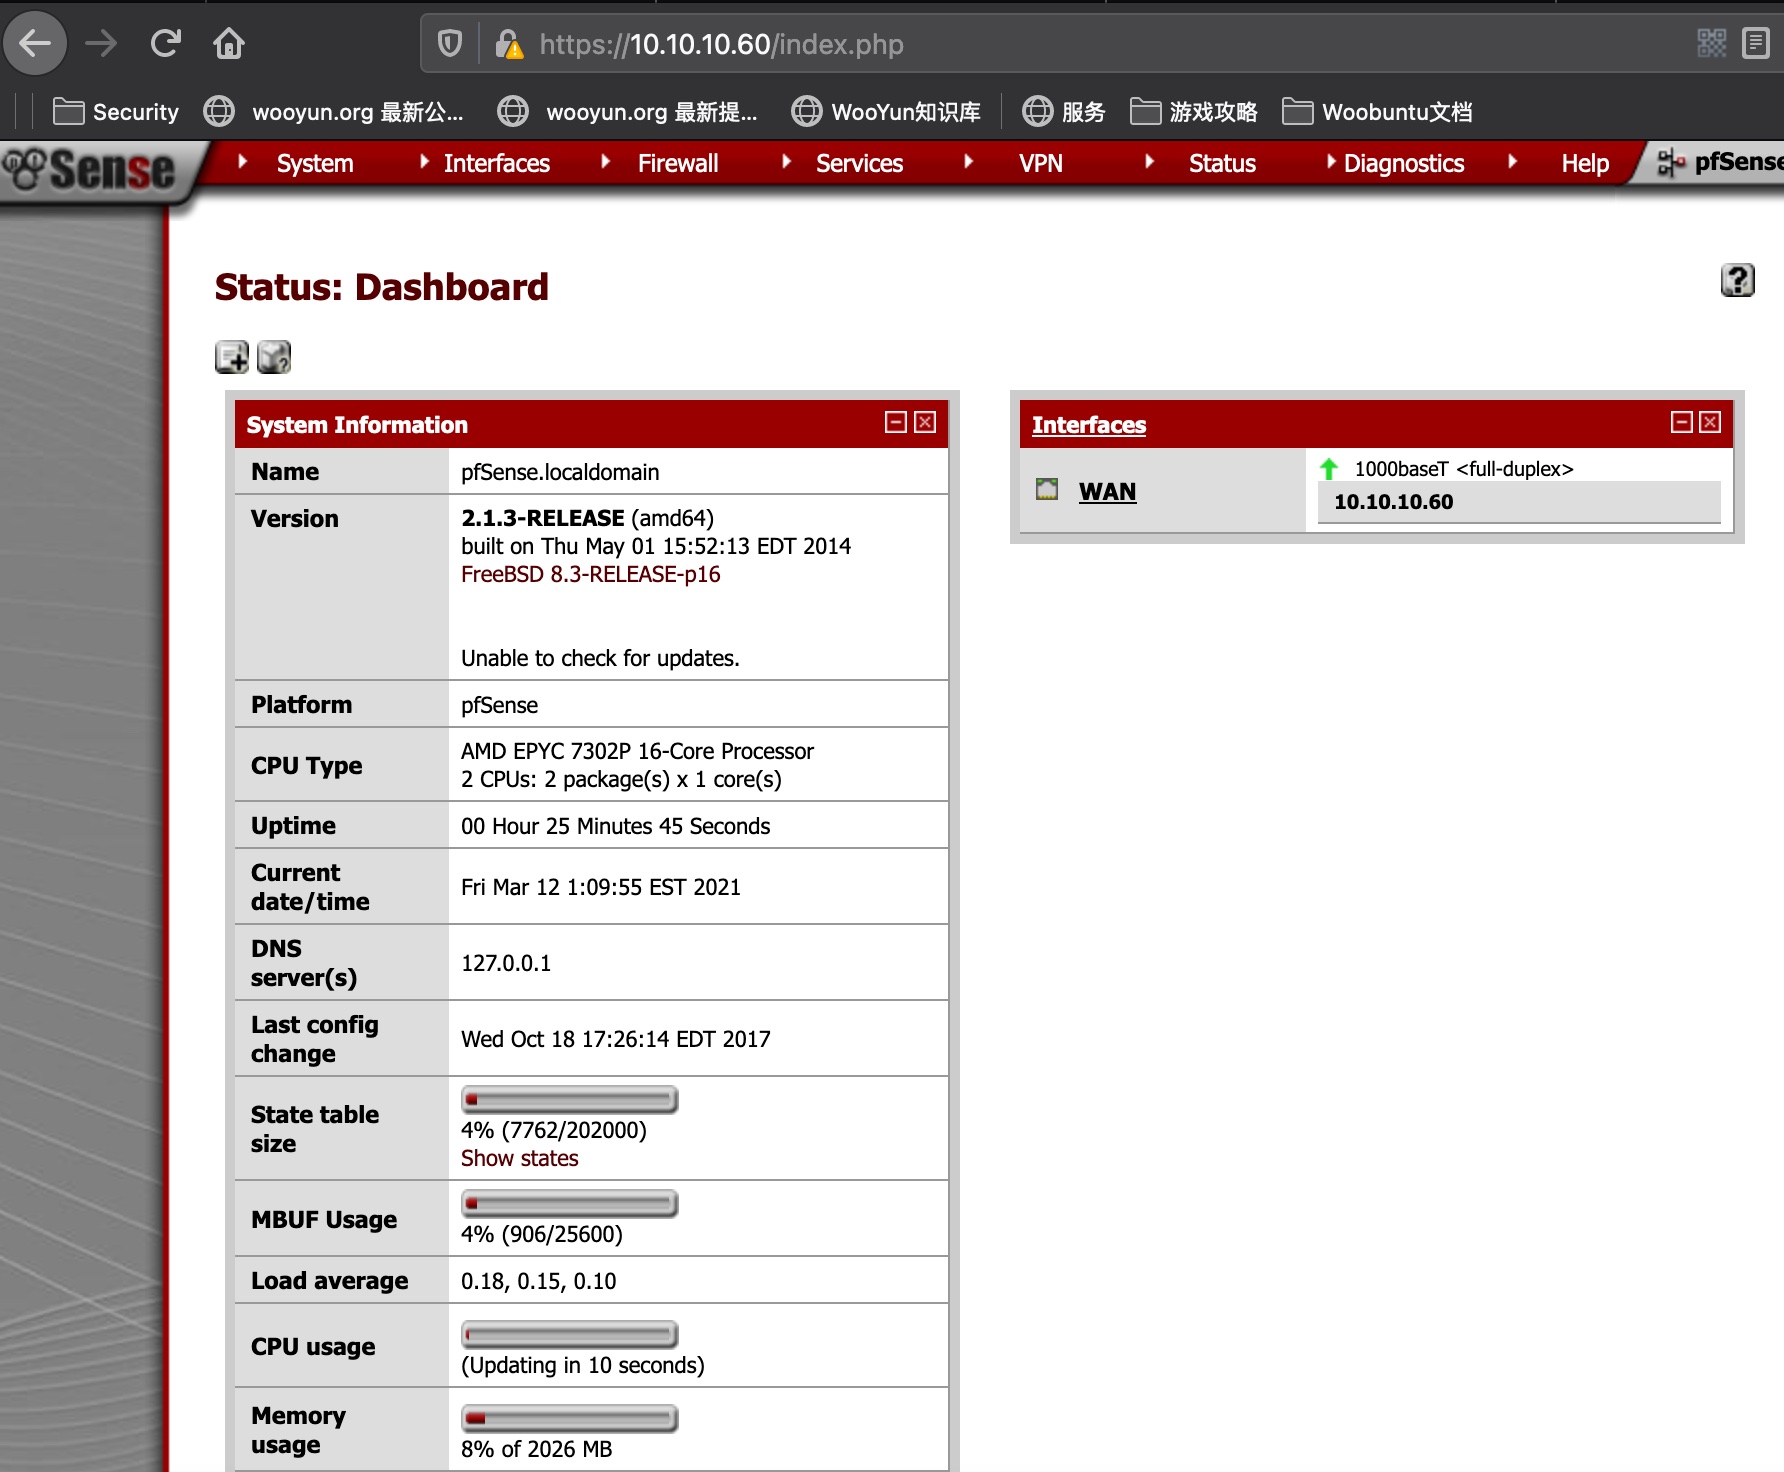 https://10.10.10.60/index.php
Security wooyun.org 最新公... wooyun.org 最新提... WooYun知识库 服务 游戏攻略 Woobuntu文档
Sense System Interfaces Firewall Services VPN Status Diagnostics Help pfSense
Status: Dashboard
System Information
Name pfSense.localdomain
Version 2.1.3-RELEASE (amd64)
built on Thu May 01 15:52:13 EDT 2014
FreeBSD 8.3-RELEASE-p16
Unable to check for updates.
Platform pfSense
CPU Type AMD EPYC 7302P 16-Core Processor
2 CPUs: 2 package(s) x 1 core(s)
Uptime 00 Hour 25 Minutes 45 Seconds
Current
date/time
Fri Mar 12 1:09:55 EST 2021
DNS
server(s)
127.0.0.1
Last config
change
Wed Oct 18 17:26:14 EDT 2017
State table
size
4% (7762/202000)
Show states
MBUF Usage
4% (906/25600)
Load average 0.18, 0.15, 0.10
CPU usage
(Updating in 10 seconds)
Memory
usage
8% of 2026 MB
Interfaces
WAN
1000baseT <full-duplex>
10.10.10.60